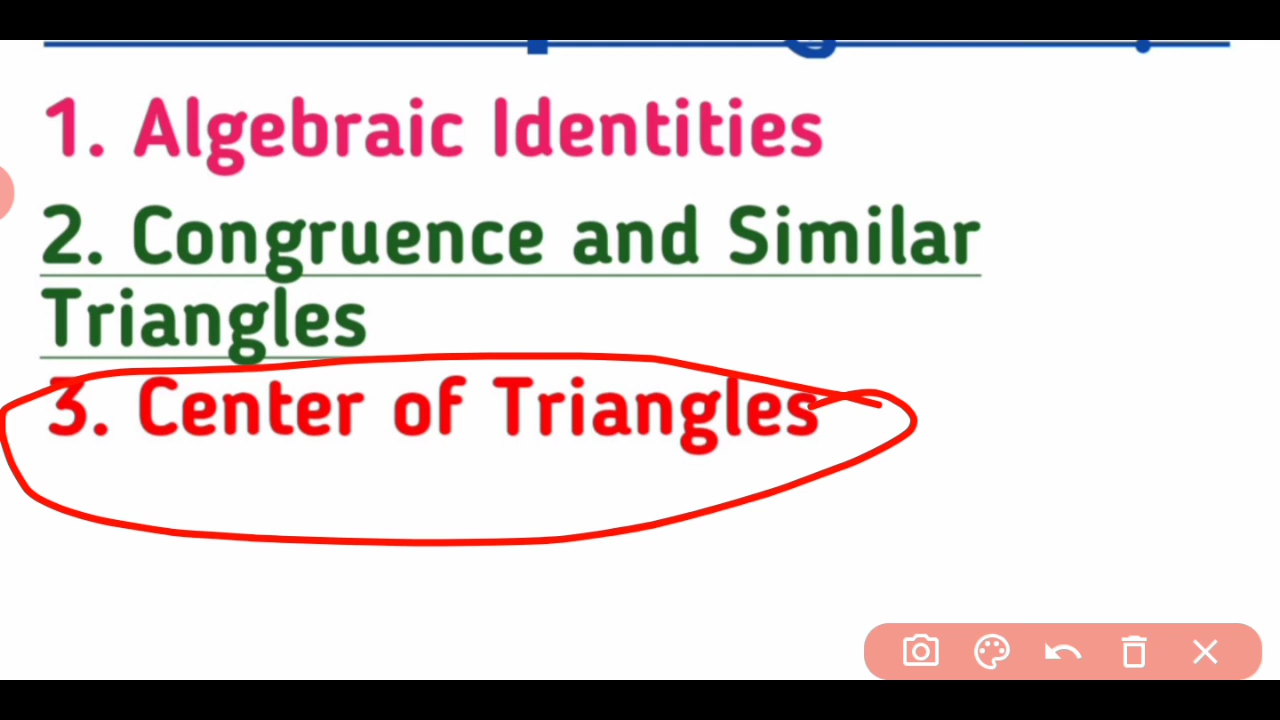 1. Algebraic Identities
2. Congruence and Similar
Triangles
3. Center of Triangles